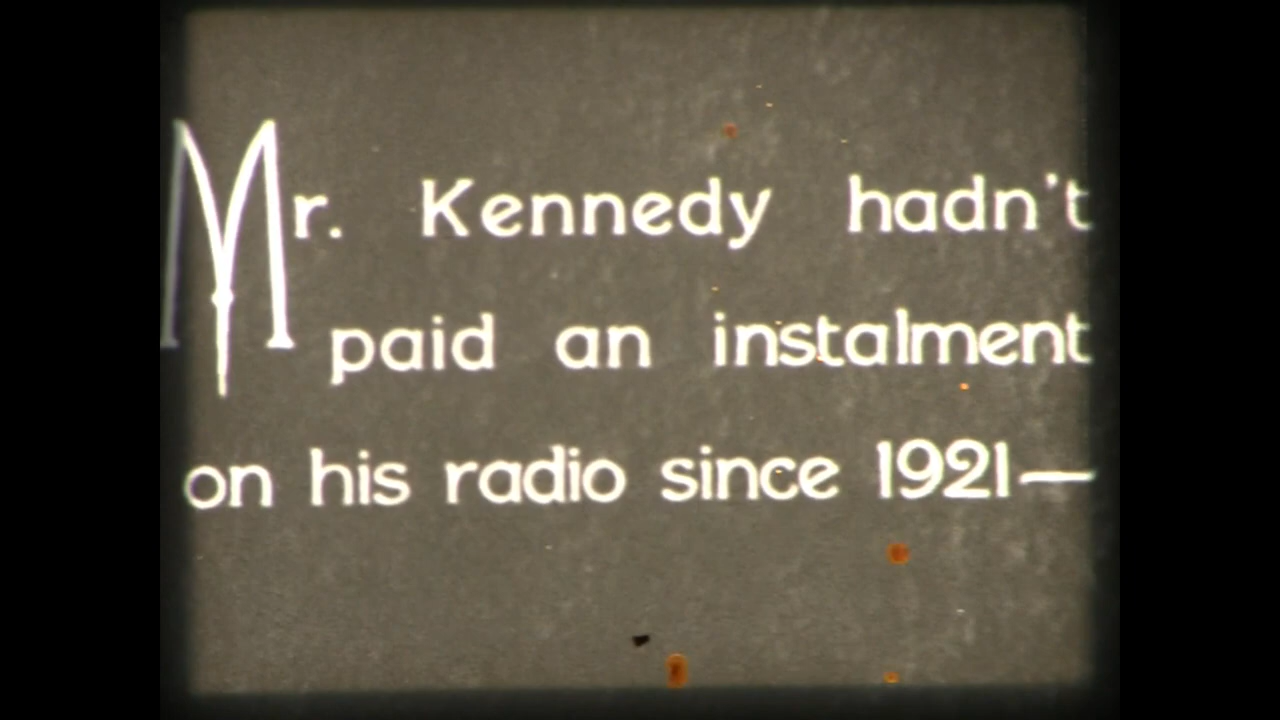 Mr. Kennedy hadn't
paid an instalment
on his radio since 1921—